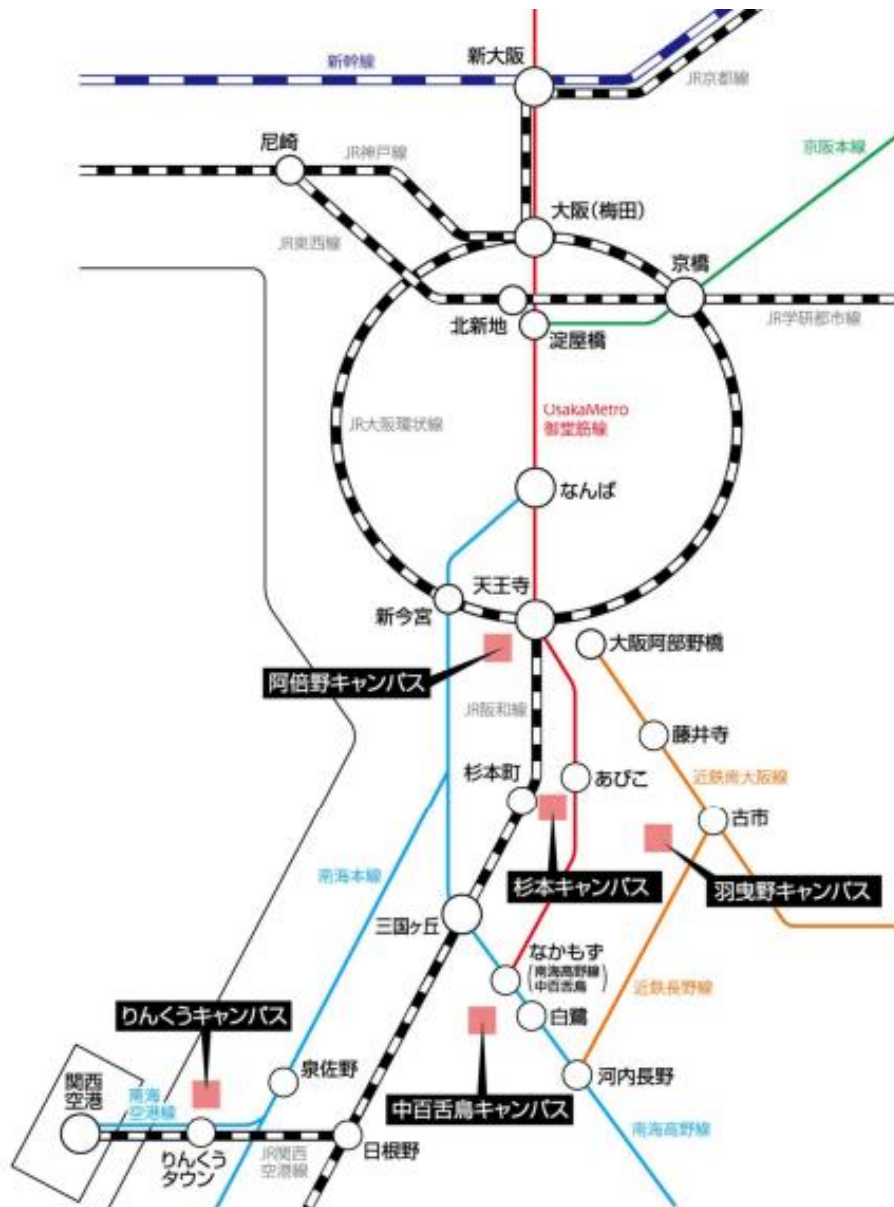 新大阪
新幹線
JR京都線
尼崎
JR神戸線
京阪本線
大阪(梅田)
JR東西線
京橋
北新地
淀屋橋
JR学研都市線
OsakaMetro
御堂筋線
JR大阪環状線
なんば
天王寺
新今宮
大阪阿部野橋
阿倍野キャンパス
JR阪和線
藤井寺
杉本町
あびこ
近鉄南大阪線
古市
南海本線
杉本キャンパス
羽曳野キャンパス
三国ヶ丘
なかもず
(南海高野線
中百舌鳥)
近鉄長野線
りんくうキャンパス
白鷺
泉佐野
河内長野
関西
空港
南海
空港線
中百舌鳥キャンパス
南海高野線
りんくう
タウン
JR関西
空港線
日根野